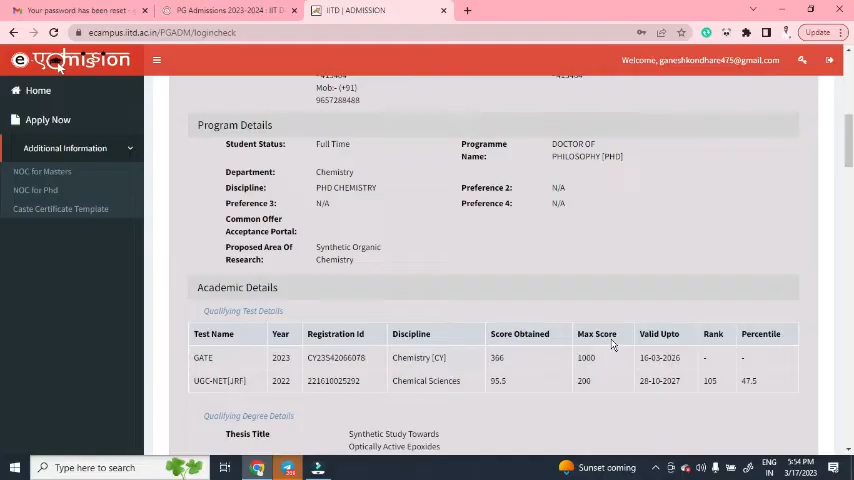 Your password has been reset - g
PG Admissions 2023-2024 : IIT D
IITD | ADMISSION
ecampus.iitd.ac.in/PGADM/logincheck
Update
Welcome, ganeshkondhare475@gmail.com
Home
Apply Now
Additional Information
NOC for Masters
NOC for Phd
Caste Certificate Template
Mob:- (+91)
9657288488
Program Details
Student Status: Full Time Programme Name: DOCTOR OF
PHILOSOPHY [PHD]
Department: Chemistry
Discipline: PHD CHEMISTRY Preference 2: N/A
Preference 3: N/A Preference 4: N/A
Common Offer
Acceptance Portal:
Proposed Area Of Synthetic Organic
Research: Chemistry
Academic Details
Qualifying Test Details
Test Name Year Registration Id Discipline Score Obtained Max Score Valid Upto Rank Percentile
GATE 2023 CY23S42066078 Chemistry [CY] 366 1000 16-03-2026 - -
UGC-NET[JRF] 2022 221610025292 Chemical Sciences 95.5 200 28-10-2027 105 47.5
Qualifying Degree Details
Thesis Title Synthetic Study Towards
Optically Active Epoxides
Type here to search
Sunset coming
ENG
IN
5:54 PM
3/17/2023